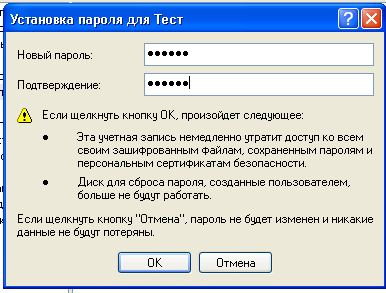 Установка пароля для Тест
Новый пароль: ●●●●●●
Подтверждение: ●●●●●●
Если щелкнуть кнопку ОК, произойдет следующее:
● Эта учетная запись немедленно утратит доступ ко всем
своим зашифрованным файлам, сохраненным паролям и
персональным сертификатам безопасности.
● Диск для сброса пароля, созданные пользователем,
больше не будут работать.
Если щелкнуть кнопку "Отмена", пароль не будет изменен и никакие
данные не будут потеряны.
ОК Отмена